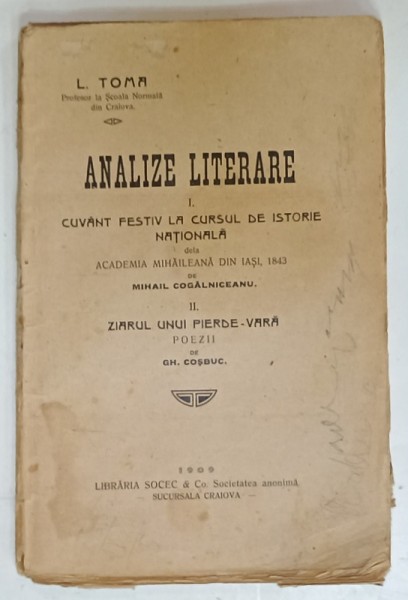 L. TOMA
Profesor la Școala Normală
din Craiova.
ANALIZE LITERARE
I.
CUVÂNT FESTIV LA CURSUL DE ISTORIE
NAȚIONALĂ
dela
ACADEMIA MIHĂILEANĂ DIN IAȘI, 1843
DE
MIHAIL COGĂLNICEANU.
II.
ZIARUL UNUI PIERDE-VARĂ
POEZII
DE
GH. COȘBUC.
1909
LIBRĂRIA SOCEC & Co. Societatea anonimă
— SUCURSALA CRAIOVA —